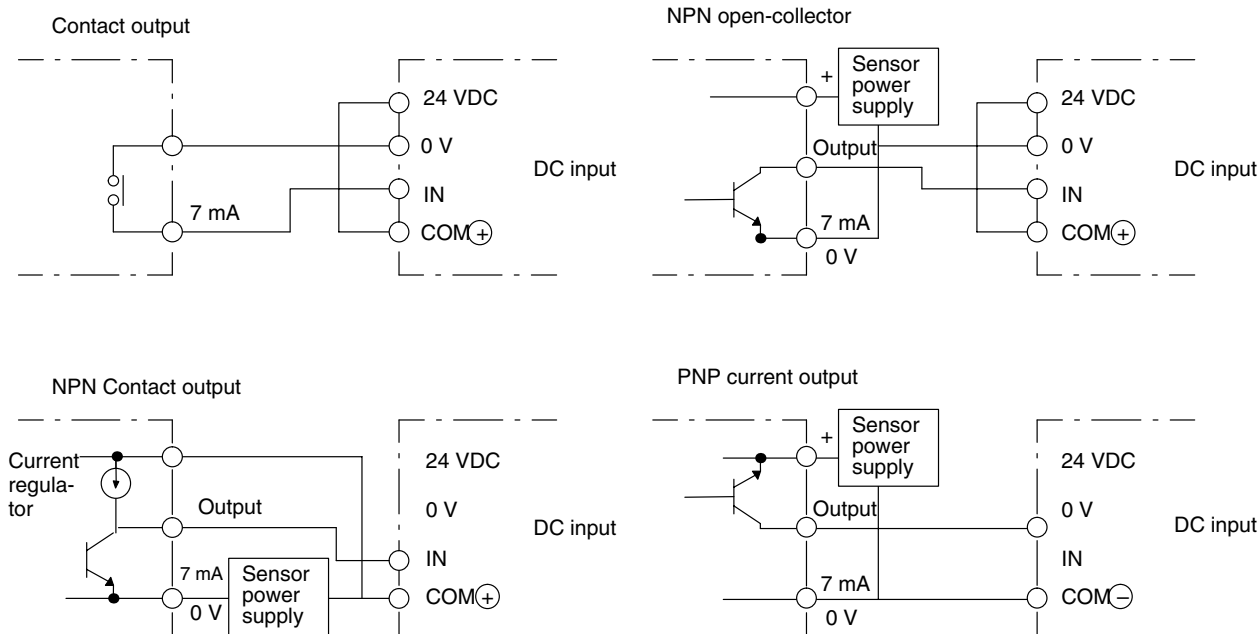 Contact output
24 VDC
0 V
DC input
IN
7 mA
COM+
NPN open-collector
+
Sensor
power
supply
24 VDC
0 V
Output
DC input
IN
7 mA
COM+
0 V
NPN Contact output
Current
regula-
tor
24 VDC
Output
0 V
DC input
IN
7 mA
Sensor
power
supply
COM+
0 V
PNP current output
+
Sensor
power
supply
24 VDC
Output
0 V
DC input
IN
7 mA
COM−
0 V